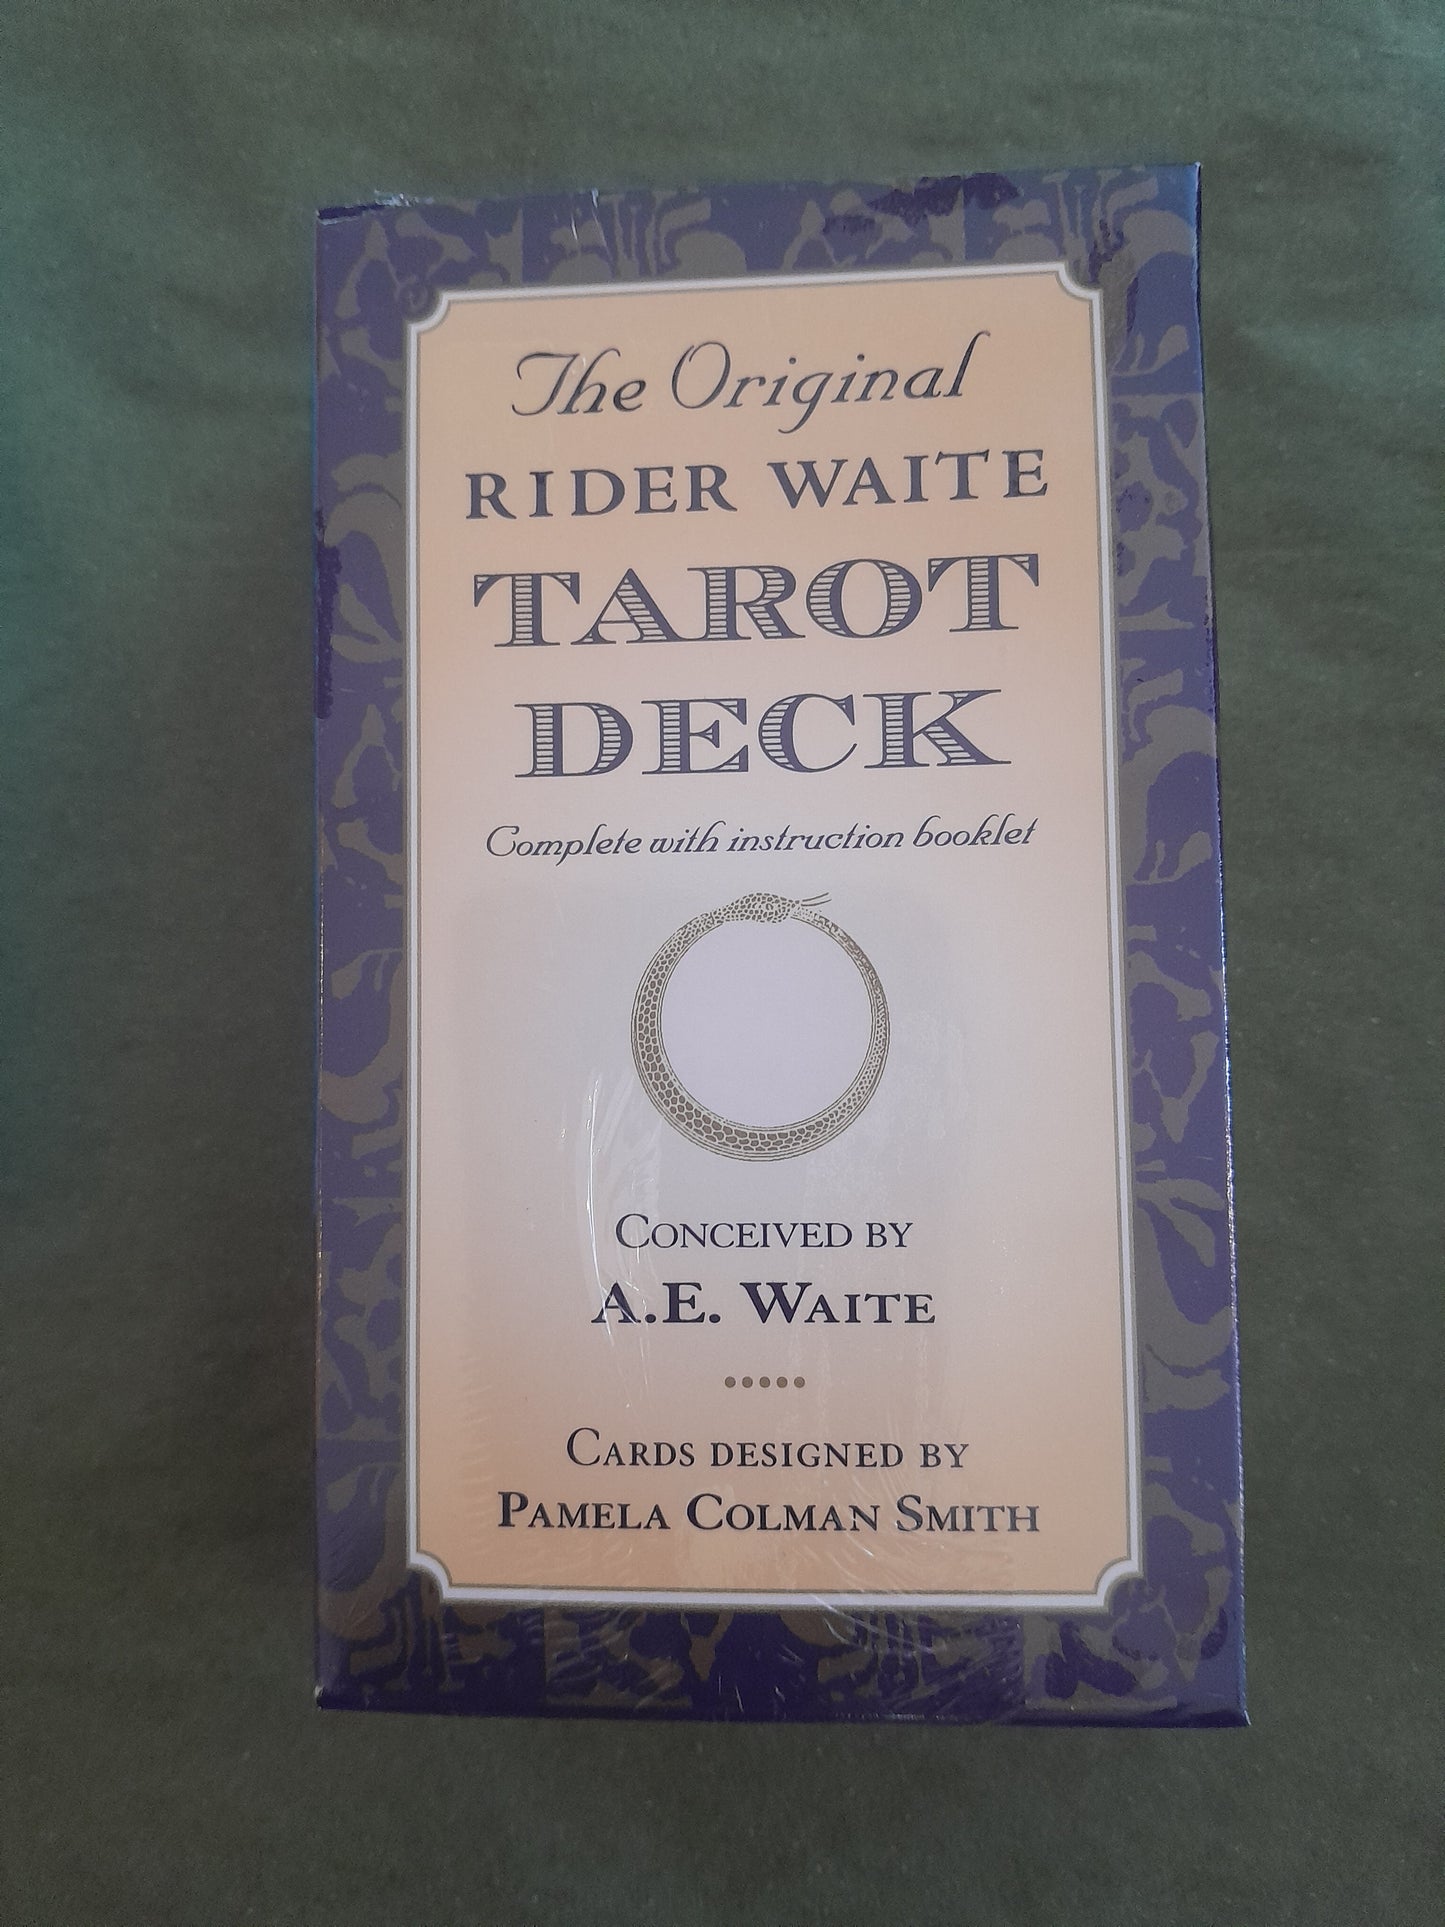 The Original
RIDER WAITE
TAROT
DECK
Complete with instruction booklet
CONCEIVED BY
A.E. WAITE
CARDS DESIGNED BY
PAMELA COLMAN SMITH